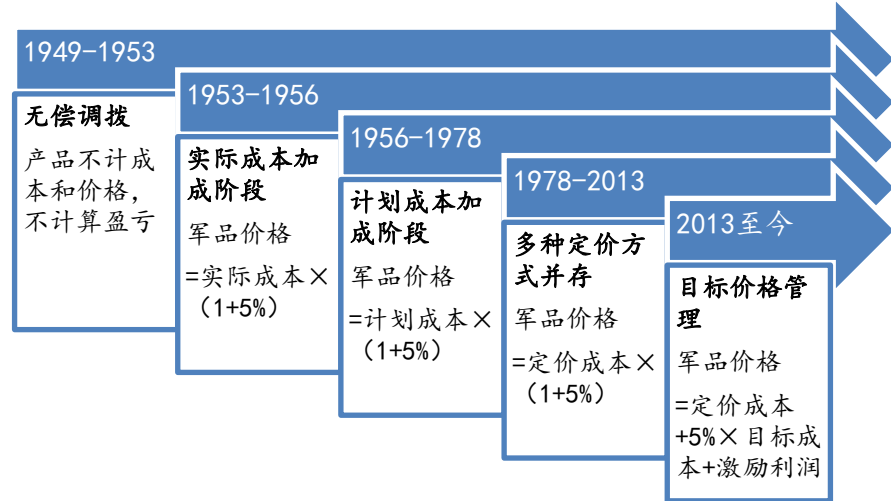 1949-1953
无偿调拨
产品不计成
本和价格，
不计算盈亏
1953-1956
实际成本加
成阶段
军品价格
=实际成本×
（1+5%）
1956-1978
计划成本加
成阶段
军品价格
=计划成本×
（1+5%）
1978-2013
多种定价方
式并存
军品价格
=定价成本×
（1+5%）
2013至今
目标价格管
理
军品价格
=定价成本
+5%×目标成
本+激励利润